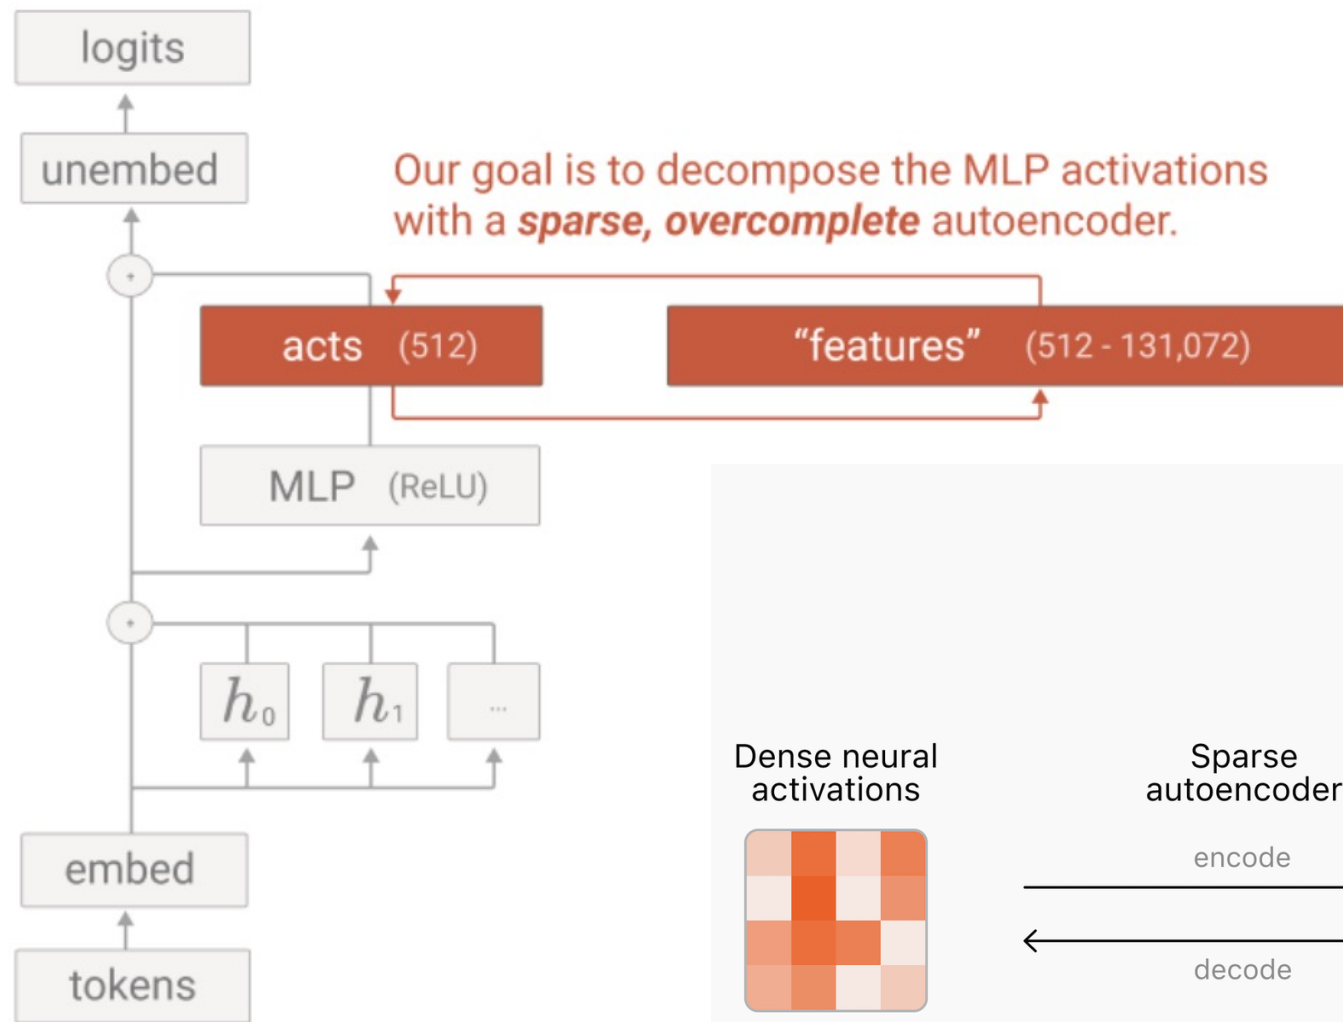 logits
unembed
Our goal is to decompose the MLP activations
with a sparse, overcomplete autoencoder.
+
acts (512)
“features” (512 - 131,072)
MLP (ReLU)
+
h0
h1
...
embed
tokens
Dense neural
activations
Sparse
autoencoder
encode
decode